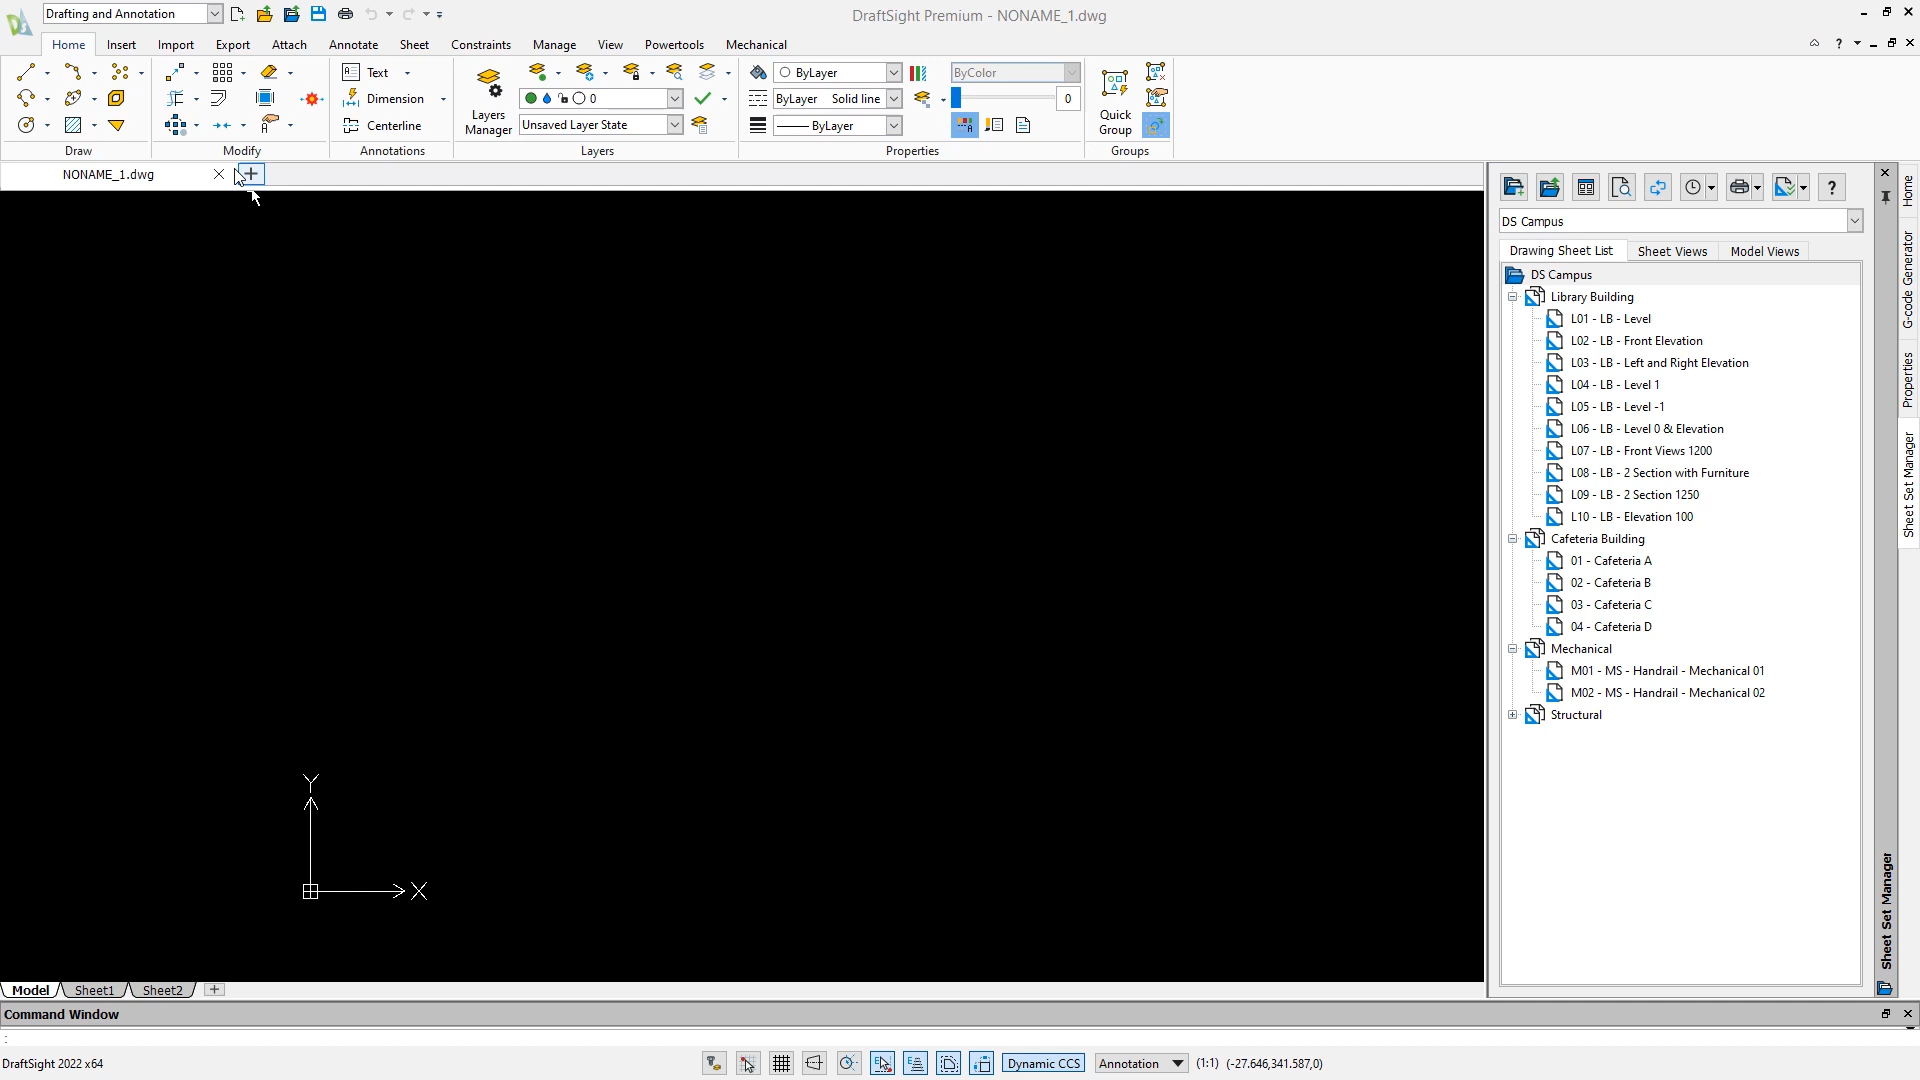 Drafting and Annotation
DraftSight Premium - NONAME_1.dwg
Home
Insert
Import
Export
Attach
Annotate
Sheet
Constraints
Manage
View
Powertools
Mechanical
?
Text
Dimension
Centerline
Layers
Manager
0
Unsaved Layer State
ByLayer
ByLayer Solid line
ByLayer
ByColor
0
Quick
Group
Draw
Modify
Annotations
Layers
Properties
Groups
NONAME_1.dwg
?
DS Campus
Drawing Sheet List
Sheet Views
Model Views
DS Campus
Library Building
L01 - LB - Level
L02 - LB - Front Elevation
L03 - LB - Left and Right Elevation
L04 - LB - Level 1
L05 - LB - Level -1
L06 - LB - Level 0 & Elevation
L07 - LB - Front Views 1200
L08 - LB - 2 Section with Furniture
L09 - LB - 2 Section 1250
L10 - LB - Elevation 100
Cafeteria Building
01 - Cafeteria A
02 - Cafeteria B
03 - Cafeteria C
04 - Cafeteria D
Mechanical
M01 - MS - Handrail - Mechanical 01
M02 - MS - Handrail - Mechanical 02
Structural
Home
G-code Generator
Properties
Sheet Set Manager
Sheet Set Manager
Y
X
Model
Sheet1
Sheet2
Command Window
:
DraftSight 2022 x64
Dynamic CCS
Annotation
(1:1)
(-27.646,341.587,0)